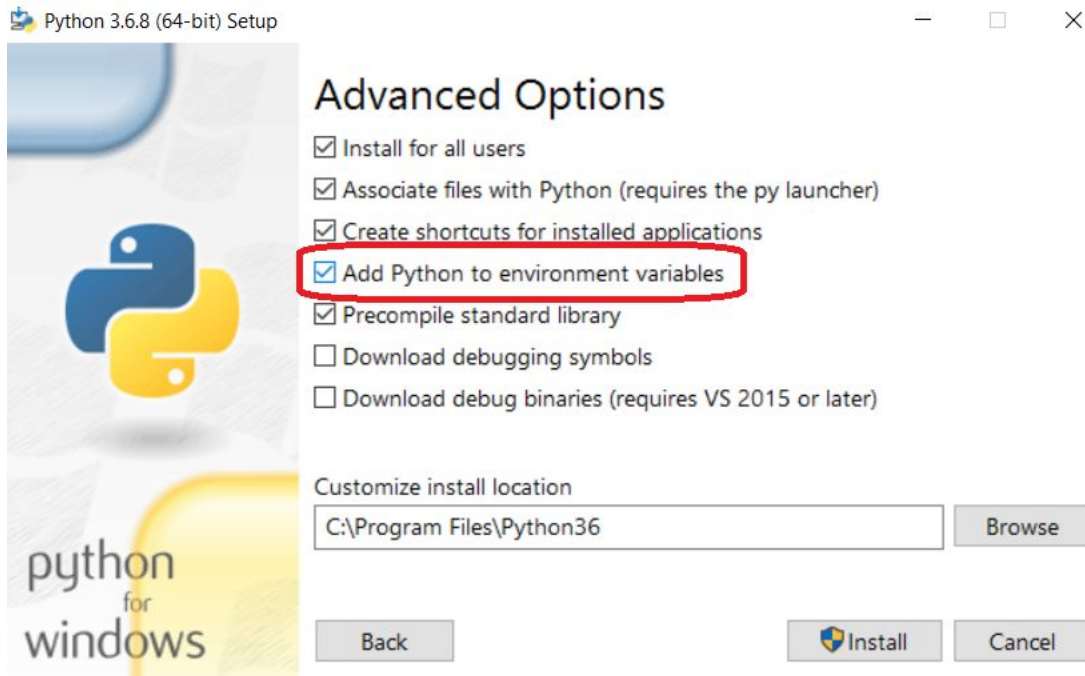 Python 3.6.8 (64-bit) Setup
Advanced Options
Install for all users
Associate files with Python (requires the py launcher)
Create shortcuts for installed applications
Add Python to environment variables
Precompile standard library
Download debugging symbols
Download debug binaries (requires VS 2015 or later)
Customize install location
C:\Program Files\Python36
Browse
python
for
windows
Back
Install
Cancel